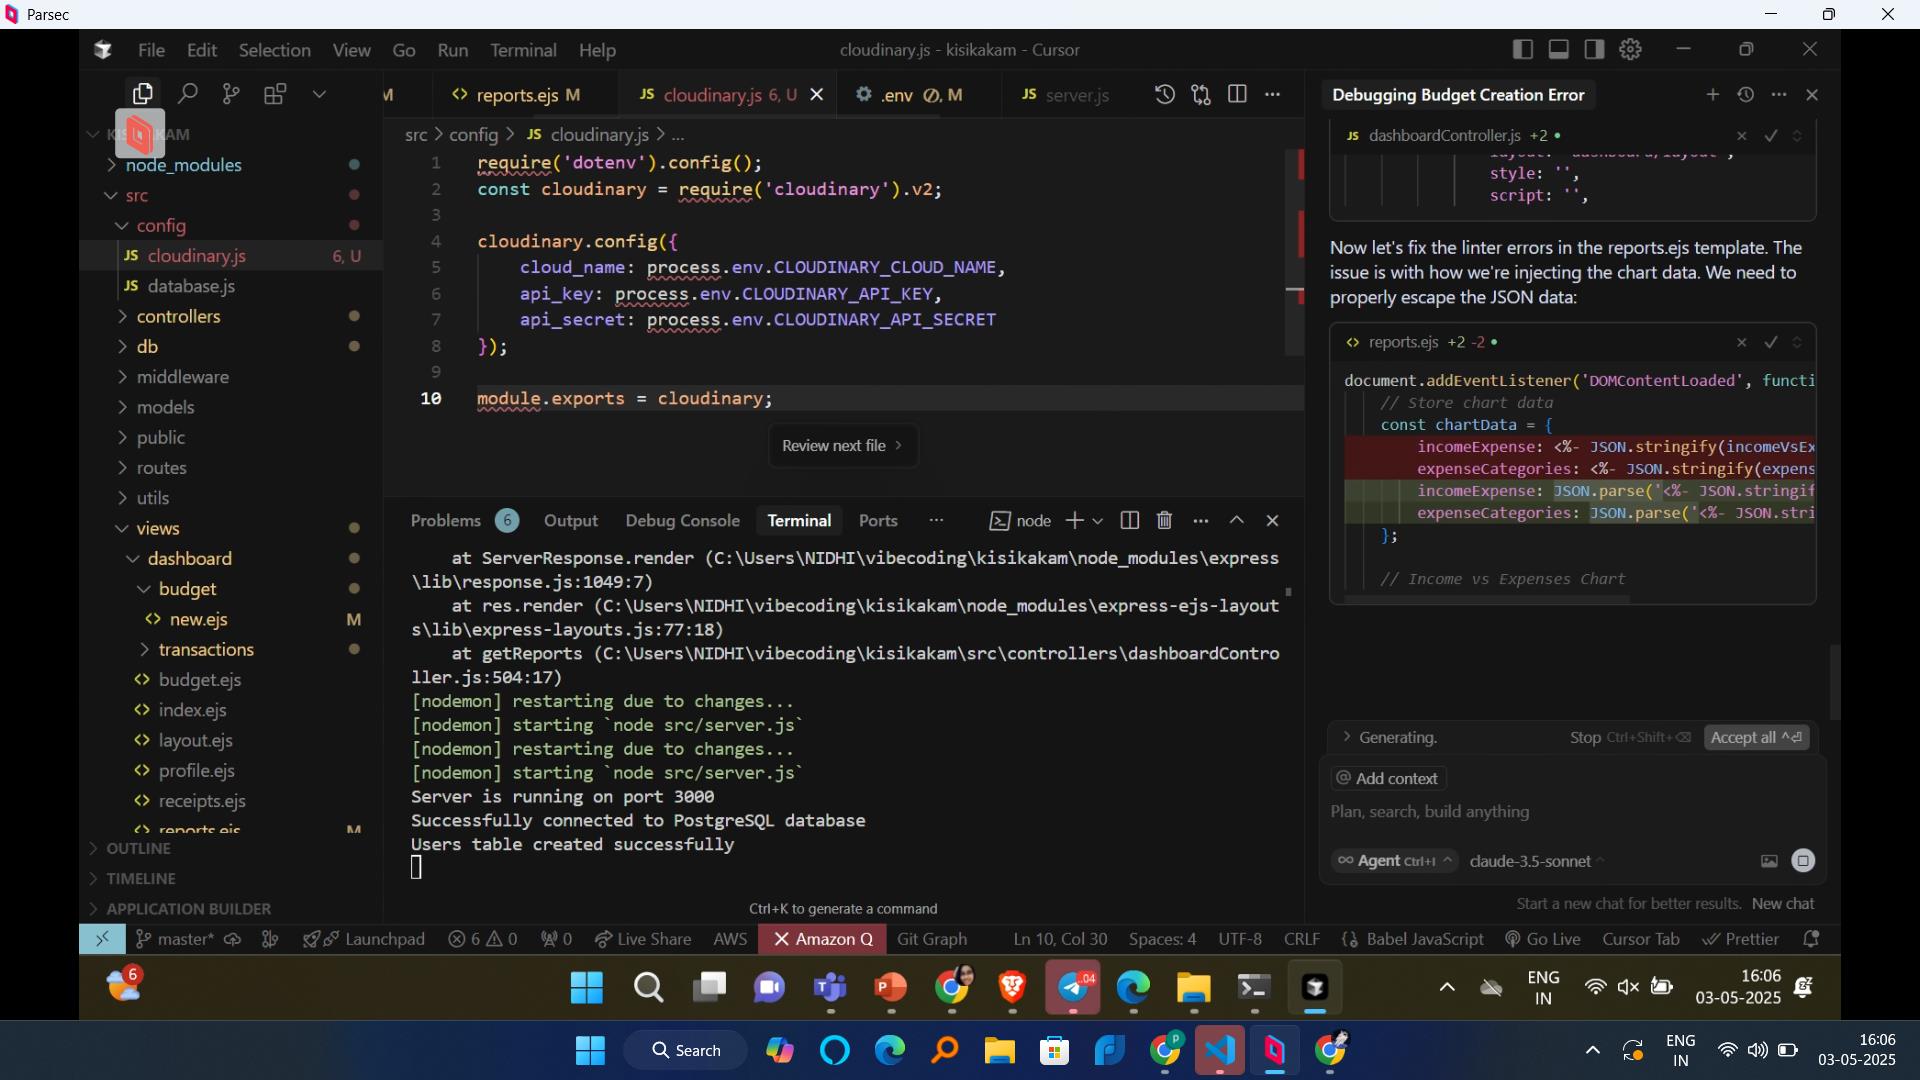 Parsec
File Edit Selection View Go Run Terminal Help
cloudinary.js - kisikakam - Cursor
M
reports.ejs M
JS cloudinary.js 6, U
.env M
JS server.js
src > config > JS cloudinary.js > ...
AM
node_modules
src
config
JS cloudinary.js 6, U
JS database.js
controllers
db
middleware
models
public
routes
utils
views
dashboard
budget
new.ejs M
transactions
budget.ejs
index.ejs
layout.ejs
profile.ejs
receipts.ejs
reports.ejs M
OUTLINE
TIMELINE
APPLICATION BUILDER
1 require('dotenv').config();
2 const cloudinary = require('cloudinary').v2;
3
4 cloudinary.config({
5 cloud_name: process.env.CLOUDINARY_CLOUD_NAME,
6 api_key: process.env.CLOUDINARY_API_KEY,
7 api_secret: process.env.CLOUDINARY_API_SECRET
8 });
9
10 module.exports = cloudinary;
Review next file >
Problems 6 Output Debug Console Terminal Ports ... node
at ServerResponse.render (C:\Users\NIDHI\vibecoding\kisikakam\node_modules\express
\lib\response.js:1049:7)
at res.render (C:\Users\NIDHI\vibecoding\kisikakam\node_modules\express-ejs-layout
s\lib\express-layouts.js:77:18)
at getReports (C:\Users\NIDHI\vibecoding\kisikakam\src\controllers\dashboardContro
ller.js:504:17)
[nodemon] restarting due to changes...
[nodemon] starting `node src/server.js`
[nodemon] restarting due to changes...
[nodemon] starting `node src/server.js`
Server is running on port 3000
Successfully connected to PostgreSQL database
Users table created successfully
Ctrl+K to generate a command
Debugging Budget Creation Error
JS dashboardController.js +2
style: '',
script: '',
Now let's fix the linter errors in the reports.ejs template. The
issue is with how we're injecting the chart data. We need to
properly escape the JSON data:
reports.ejs +2 -2
document.addEventListener('DOMContentLoaded', functi
// Store chart data
const chartData = {
incomeExpense: <%- JSON.stringify(incomeVsEx
expenseCategories: <%- JSON.stringify(expens
incomeExpense: JSON.parse('<%- JSON.stringif
expenseCategories: JSON.parse('<%- JSON.stri
};
// Income vs Expenses Chart
Generating. Stop Ctrl+Shift+⌫ Accept all ^⏎
@ Add context
Plan, search, build anything
∞ Agent Ctrl+I ^ claude-3.5-sonnet ^
Start a new chat for better results. New chat
master* Launchpad 6 0 0 Live Share AWS Amazon Q Git Graph Ln 10, Col 30 Spaces: 4 UTF-8 CRLF Babel JavaScript Go Live Cursor Tab Prettier
6
04
ENG
IN
16:06
03-05-2025
Search
ENG
IN
16:06
03-05-2025